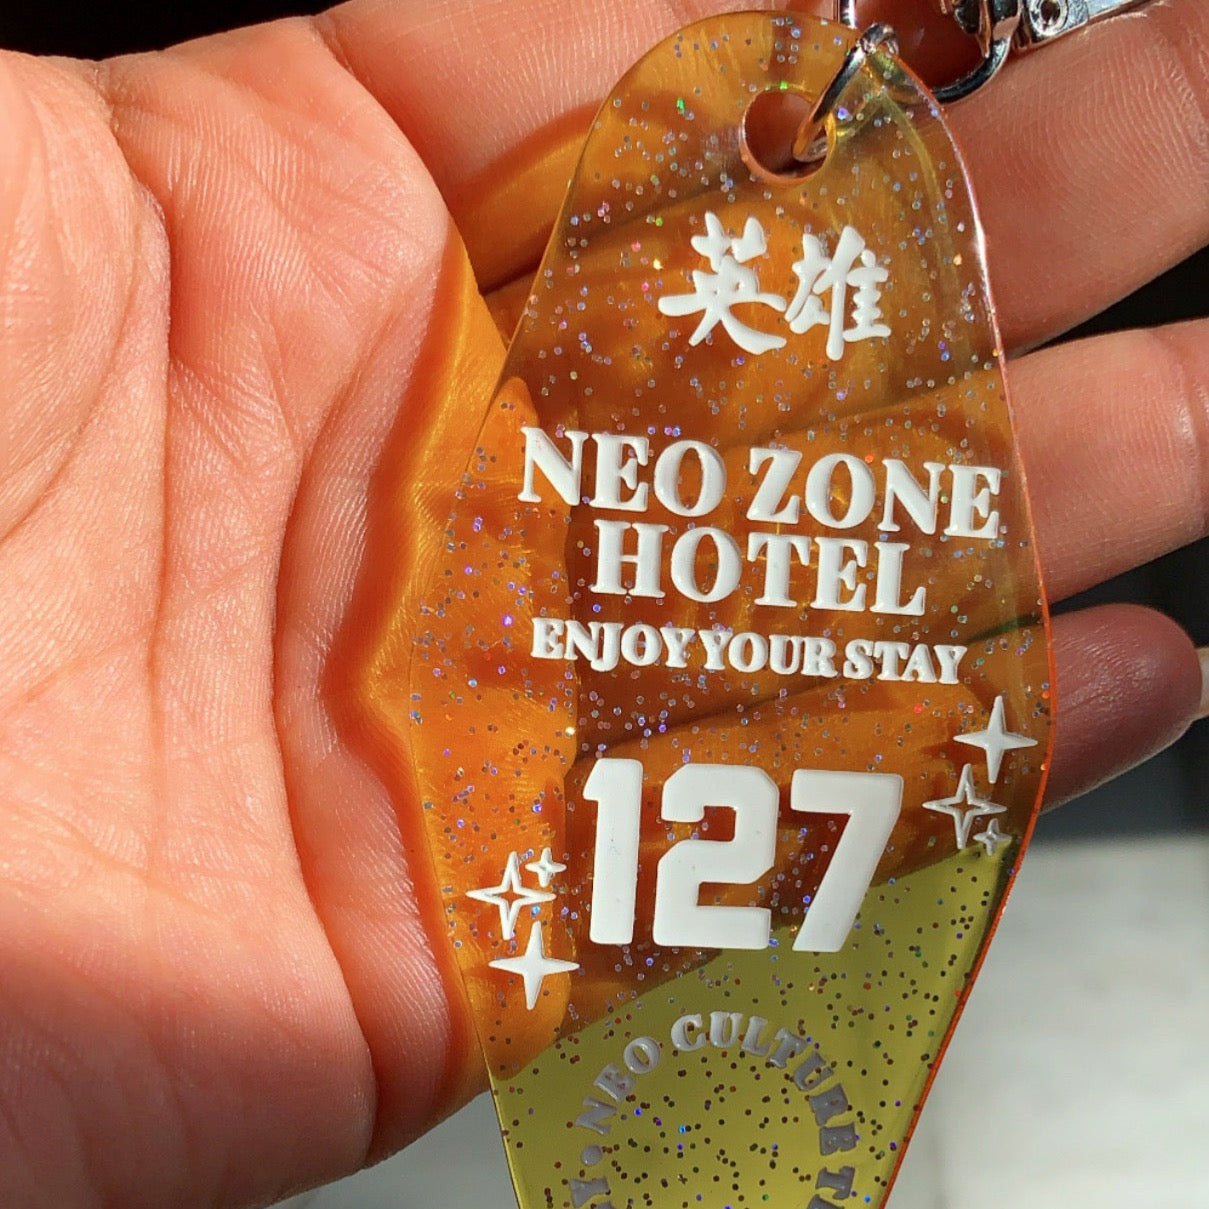 英雄
NEO ZONE
HOTEL
ENJOY YOUR STAY
127
NEO CULTURE